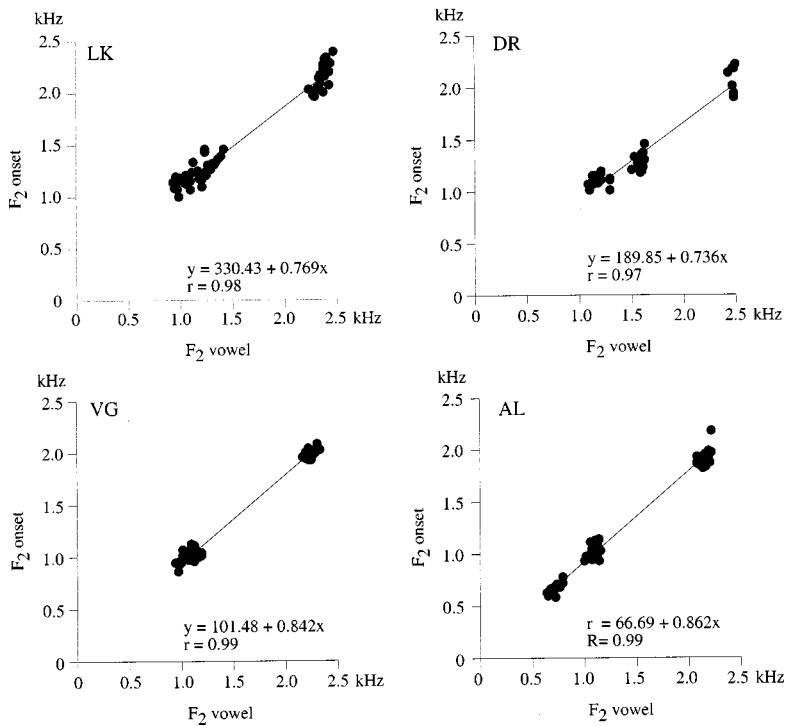 kHz
2.5
LK
2.0
1.5
F2 onset
1.0
0.5
y = 330.43 + 0.769x
r = 0.98
0
0 0.5 1.0 1.5 2.0 2.5 kHz
F2 vowel
kHz
2.5
DR
2.0
1.5
F2 onset
1.0
0.5
y = 189.85 + 0.736x
r = 0.97
0
0 0.5 1.0 1.5 2.0 2.5 kHz
F2 vowel
kHz
2.5
VG
2.0
1.5
F2 onset
1.0
0.5
y = 101.48 + 0.842x
r = 0.99
0
0 0.5 1.0 1.5 2.0 2.5 kHz
F2 vowel
kHz
2.5
AL
2.0
1.5
F2 onset
1.0
0.5
r = 66.69 + 0.862x
R= 0.99
0
0 0.5 1.0 1.5 2.0 2.5 kHz
F2 vowel